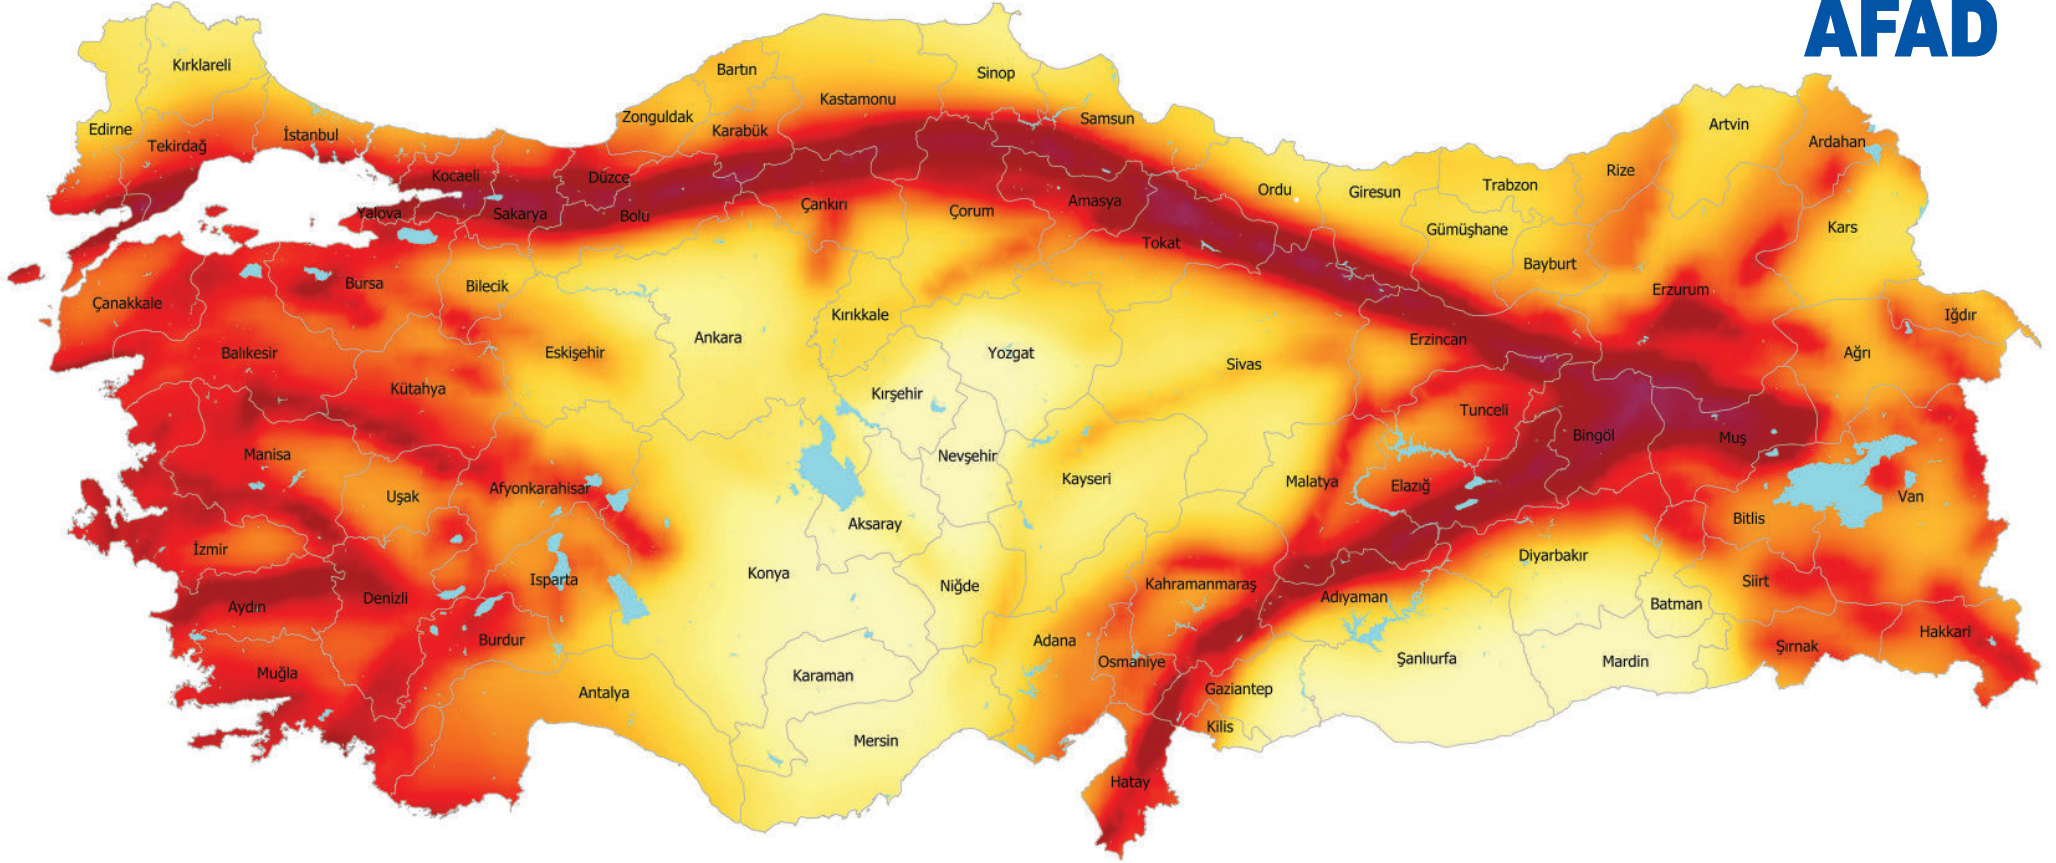 AFAD
Kırklareli
Edirne
Tekirdağ
İstanbul
Kocaeli
Yalova
Sakarya
Düzce
Bolu
Zonguldak
Bartın
Karabük
Kastamonu
Sinop
Samsun
Çankırı
Çorum
Amasya
Tokat
Ordu
Giresun
Trabzon
Gümüşhane
Bayburt
Rize
Artvin
Ardahan
Kars
Erzurum
Iğdır
Ağrı
Çanakkale
Balıkesir
Bursa
Bilecik
Kütahya
Eskişehir
Ankara
Kırıkkale
Yozgat
Kırşehir
Sivas
Erzincan
Tunceli
Bingöl
Muş
Manisa
Uşak
Afyonkarahisar
Nevşehir
Kayseri
Malatya
Elazığ
Bitlis
Van
İzmir
Aydın
Denizli
Isparta
Burdur
Konya
Aksaray
Niğde
Kahramanmaraş
Adıyaman
Diyarbakır
Batman
Siirt
Şırnak
Hakkari
Muğla
Antalya
Karaman
Mersin
Adana
Osmaniye
Gaziantep
Kilis
Hatay
Şanlıurfa
Mardin